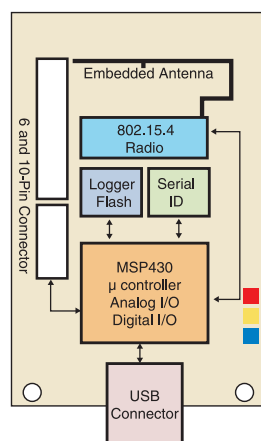 Embedded Antenna
6 and 10-Pin Connector
802.15.4
Radio
Logger
Flash
Serial
ID
MSP430
μ controller
Analog I/O
Digital I/O
USB
Connector